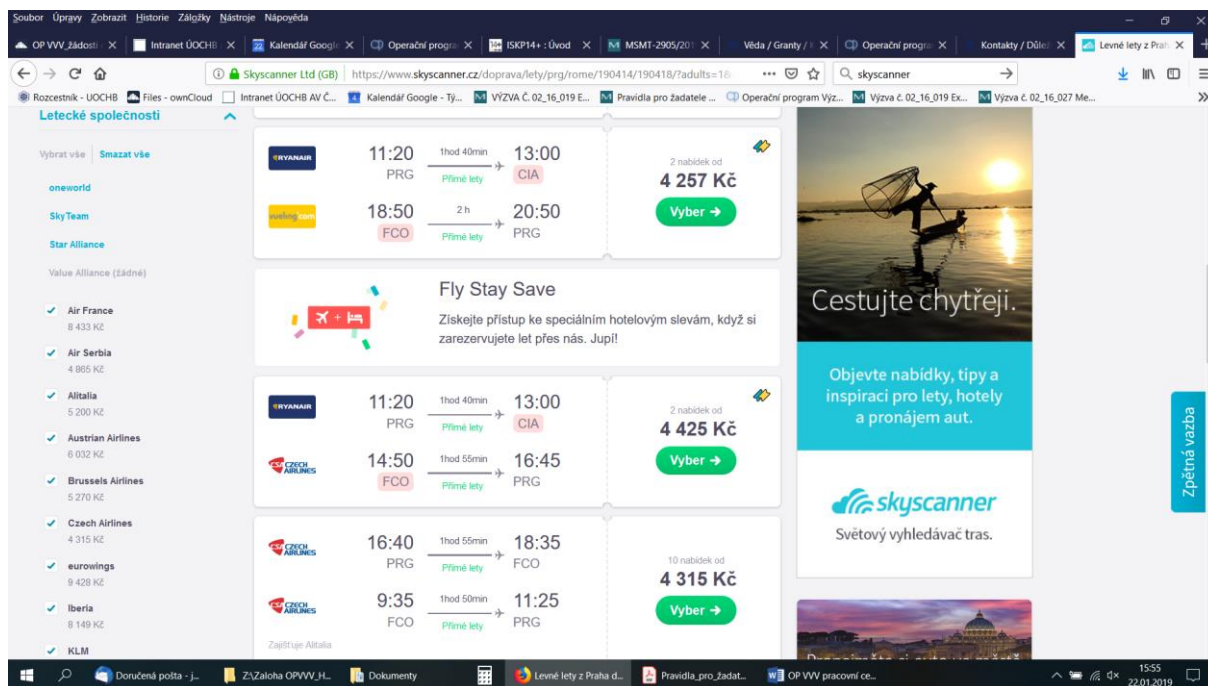 Soubor Úpravy Zobrazit Historie Záložky Nástroje Nápověda
OP VVV_žádosti
Intranet ÚOCHB
Kalendář Google
Operační progra
ISKP14+ : Úvod
MSMT-2905/201
Věda / Granty /
Operační progra
Kontakty / Důlež
Levné lety z Prah
Skyscanner Ltd (GB)
https://www.skyscanner.cz/doprava/lety/prg/rome/190414/190418/?adults=1&
skyscanner
Rozcestník - UOCHB
Files - ownCloud
Intranet ÚOCHB AV Č...
Kalendář Google - Tý...
VÝZVA Č. 02_16_019 E...
Pravidla pro žadatele ...
Operační program Výz...
Výzva č. 02_16_019 Ex...
Výzva č. 02_16_027 Me...
Letecké společnosti
Vybrat vše Smazat vše
oneworld
SkyTeam
Star Alliance
Value Alliance (žádné)
Air France
8 433 Kč
Air Serbia
4 865 Kč
Alitalia
5 200 Kč
Austrian Airlines
6 032 Kč
Brussels Airlines
5 270 Kč
Czech Airlines
4 315 Kč
eurowings
9 428 Kč
Iberia
8 149 Kč
KLM
RYANAIR
11:20 1hod 40min 13:00
PRG Přímé lety CIA
vueling.com
18:50 2 h 20:50
FCO Přímé lety PRG
2 nabídek od
4 257 Kč
Vyber →
Fly Stay Save
Získejte přístup ke speciálním hotelovým slevám, když si
zarezervujete let přes nás. Jupí!
RYANAIR
11:20 1hod 40min 13:00
PRG Přímé lety CIA
CSA CZECH
AIRLINES
14:50 1hod 55min 16:45
FCO Přímé lety PRG
2 nabídek od
4 425 Kč
Vyber →
CSA CZECH
AIRLINES
16:40 1hod 55min 18:35
PRG Přímé lety FCO
CSA CZECH
AIRLINES
9:35 1hod 50min 11:25
FCO Přímé lety PRG
Zajišťuje Alitalia
10 nabídek od
4 315 Kč
Vyber →
Cestujte chytřeji.
Objevte nabídky, tipy a
inspiraci pro lety, hotely
a pronájem aut.
skyscanner
Světový vyhledávač tras.
Zpětná vazba
Doručená pošta - j...
Z:\Zaloha OPVVV_H...
Dokumenty
Levné lety z Praha d...
Pravidla_pro_žadat...
OP VVV pracovní ce...
15:55
22.01.2019